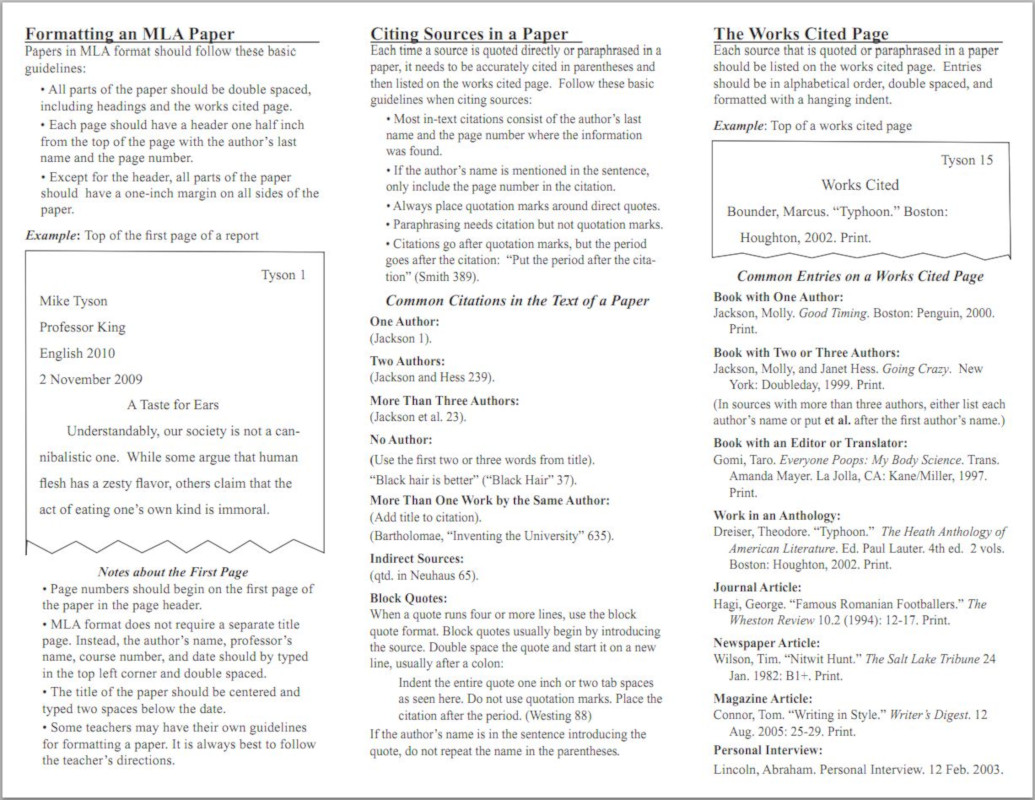 Formatting an MLA Paper
Papers in MLA format should follow these basic
guidelines:
• All parts of the paper should be double spaced,
including headings and the works cited page.
• Each page should have a header one half inch
from the top of the page with the author's last
name and the page number.
• Except for the header, all parts of the paper
should have a one-inch margin on all sides of the
paper.
Example: Top of the first page of a report
Tyson 1
Mike Tyson
Professor King
English 2010
2 November 2009
A Taste for Ears
Understandably, our society is not a can-
nibalistic one. While some argue that human
flesh has a zesty flavor, others claim that the
act of eating one's own kind is immoral.
Notes about the First Page
• Page numbers should begin on the first page of
the paper in the page header.
• MLA format does not require a separate title
page. Instead, the author's name, professor's
name, course number, and date should by typed
in the top left corner and double spaced.
• The title of the paper should be centered and
typed two spaces below the date.
• Some teachers may have their own guidelines
for formatting a paper. It is always best to follow
the teacher's directions.
Citing Sources in a Paper
Each time a source is quoted directly or paraphrased in a
paper, it needs to be accurately cited in parentheses and
then listed on the works cited page. Follow these basic
guidelines when citing sources:
• Most in-text citations consist of the author's last
name and the page number where the information
was found.
• If the author's name is mentioned in the sentence,
only include the page number in the citation.
• Always place quotation marks around direct quotes.
• Paraphrasing needs citation but not quotation marks.
• Citations go after quotation marks, but the period
goes after the citation: “Put the period after the cita-
tion” (Smith 389).
Common Citations in the Text of a Paper
One Author:
(Jackson 1).
Two Authors:
(Jackson and Hess 239).
More Than Three Authors:
(Jackson et al. 23).
No Author:
(Use the first two or three words from title).
“Black hair is better” (“Black Hair” 37).
More Than One Work by the Same Author:
(Add title to citation).
(Bartholomae, “Inventing the University” 635).
Indirect Sources:
(qtd. in Neuhaus 65).
Block Quotes:
When a quote runs four or more lines, use the block
quote format. Block quotes usually begin by introducing
the source. Double space the quote and start it on a new
line, usually after a colon:
Indent the entire quote one inch or two tab spaces
as seen here. Do not use quotation marks. Place the
citation after the period. (Westing 88)
If the author's name is in the sentence introducing the
quote, do not repeat the name in the parentheses.
The Works Cited Page
Each source that is quoted or paraphrased in a paper
should be listed on the works cited page. Entries
should be in alphabetical order, double spaced, and
formatted with a hanging indent.
Example: Top of a works cited page
Tyson 15
Works Cited
Bounder, Marcus. “Typhoon.” Boston:
Houghton, 2002. Print.
Common Entries on a Works Cited Page
Book with One Author:
Jackson, Molly. Good Timing. Boston: Penguin, 2000.
Print.
Book with Two or Three Authors:
Jackson, Molly, and Janet Hess. Going Crazy. New
York: Doubleday, 1999. Print.
(In sources with more than three authors, either list each
author's name or put et al. after the first author's name.)
Book with an Editor or Translator:
Gomi, Taro. Everyone Poops: My Body Science. Trans.
Amanda Mayer. La Jolla, CA: Kane/Miller, 1997.
Print.
Work in an Anthology:
Dreiser, Theodore. “Typhoon.” The Heath Anthology of
American Literature. Ed. Paul Lauter. 4th ed. 2 vols.
Boston: Houghton, 2002. Print.
Journal Article:
Hagi, George. “Famous Romanian Footballers.” The
Wheston Review 10.2 (1994): 12-17. Print.
Newspaper Article:
Wilson, Tim. “Nitwit Hunt.” The Salt Lake Tribune 24
Jan. 1982: B1+. Print.
Magazine Article:
Connor, Tom. “Writing in Style.” Writer's Digest. 12
Aug. 2005: 25-29. Print.
Personal Interview:
Lincoln, Abraham. Personal Interview. 12 Feb. 2003.